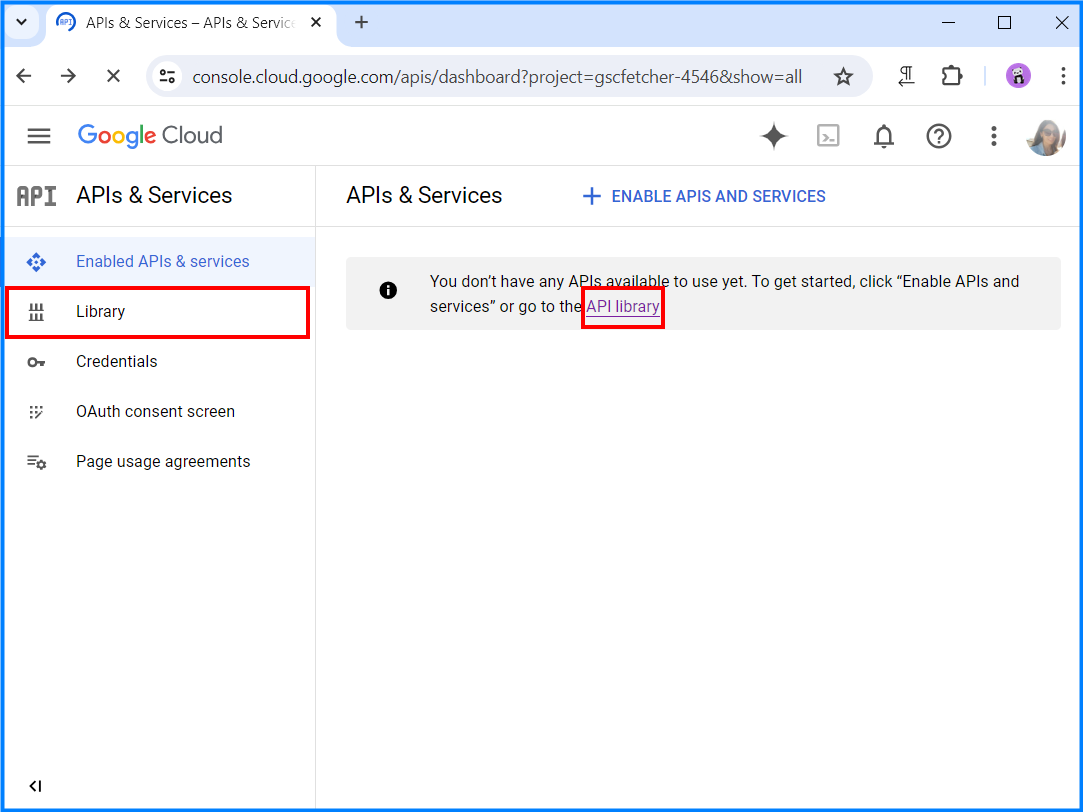 APIs & Services – APIs & Service
console.cloud.google.com/apis/dashboard?project=gscfetcher-4546&show=all
Google Cloud
API APIs & Services
APIs & Services
ENABLE APIS AND SERVICES
Enabled APIs & services
Library
Credentials
OAuth consent screen
Page usage agreements
You don’t have any APIs available to use yet. To get started, click “Enable APIs and
services” or go to the API library